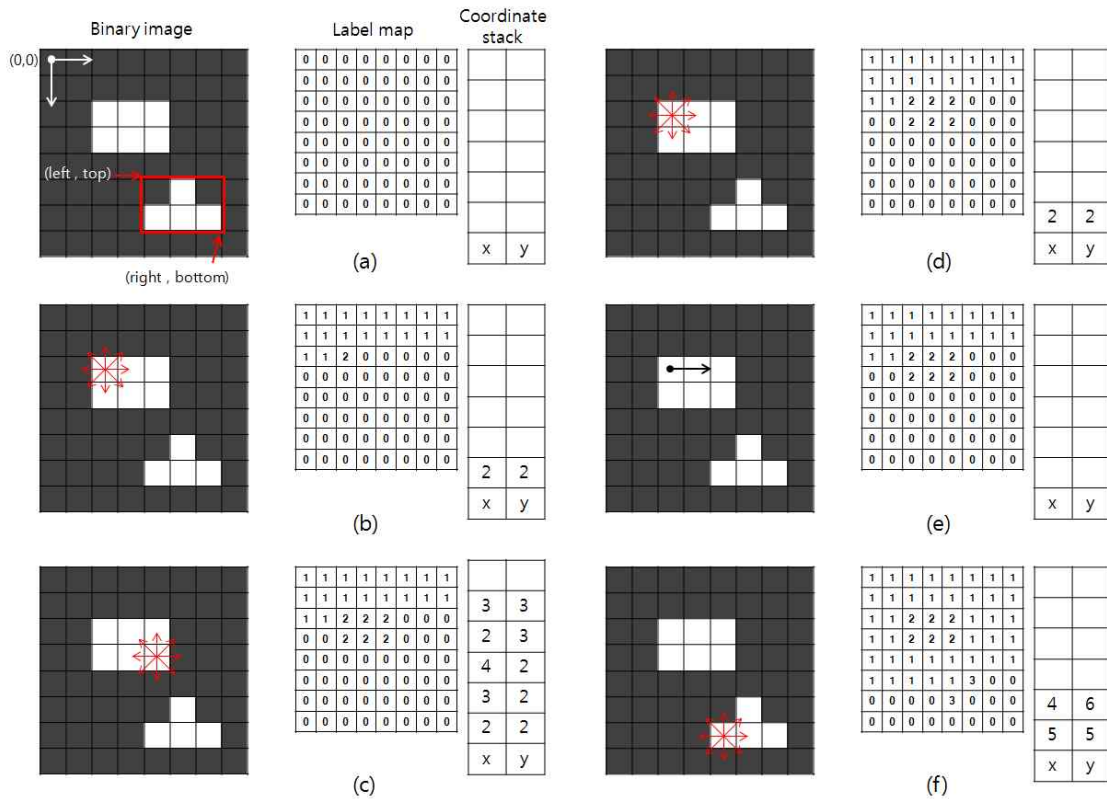 Binary image
Label map
Coordinate
stack
(0,0)
(left , top)
(right , bottom)
0 0 0 0 0 0 0 0
0 0 0 0 0 0 0 0
0 0 0 0 0 0 0 0
0 0 0 0 0 0 0 0
0 0 0 0 0 0 0 0
0 0 0 0 0 0 0 0
0 0 0 0 0 0 0 0
0 0 0 0 0 0 0 0
x y
(a)
1 1 1 1 1 1 1 1
1 1 1 1 1 1 1 1
1 1 2 0 0 0 0 0
0 0 0 0 0 0 0 0
0 0 0 0 0 0 0 0
0 0 0 0 0 0 0 0
0 0 0 0 0 0 0 0
0 0 0 0 0 0 0 0
2 2
x y
(b)
1 1 1 1 1 1 1 1
1 1 1 1 1 1 1 1
1 1 2 2 2 0 0 0
0 0 2 2 2 0 0 0
0 0 0 0 0 0 0 0
0 0 0 0 0 0 0 0
0 0 0 0 0 0 0 0
0 0 0 0 0 0 0 0
3 3
2 3
4 2
3 2
2 2
x y
(c)
Binary image
Label map
Coordinate
stack
1 1 1 1 1 1 1 1
1 1 1 1 1 1 1 1
1 1 2 2 2 0 0 0
0 0 2 2 2 0 0 0
0 0 0 0 0 0 0 0
0 0 0 0 0 0 0 0
0 0 0 0 0 0 0 0
0 0 0 0 0 0 0 0
2 2
x y
(d)
1 1 1 1 1 1 1 1
1 1 1 1 1 1 1 1
1 1 2 2 2 0 0 0
0 0 2 2 2 0 0 0
0 0 0 0 0 0 0 0
0 0 0 0 0 0 0 0
0 0 0 0 0 0 0 0
0 0 0 0 0 0 0 0
x y
(e)
1 1 1 1 1 1 1 1
1 1 1 1 1 1 1 1
1 1 2 2 2 1 1 1
1 1 2 2 2 1 1 1
1 1 1 1 1 1 1 1
1 1 1 1 1 3 0 0
0 0 0 0 3 0 0 0
0 0 0 0 0 0 0 0
4 6
5 5
x y
(f)